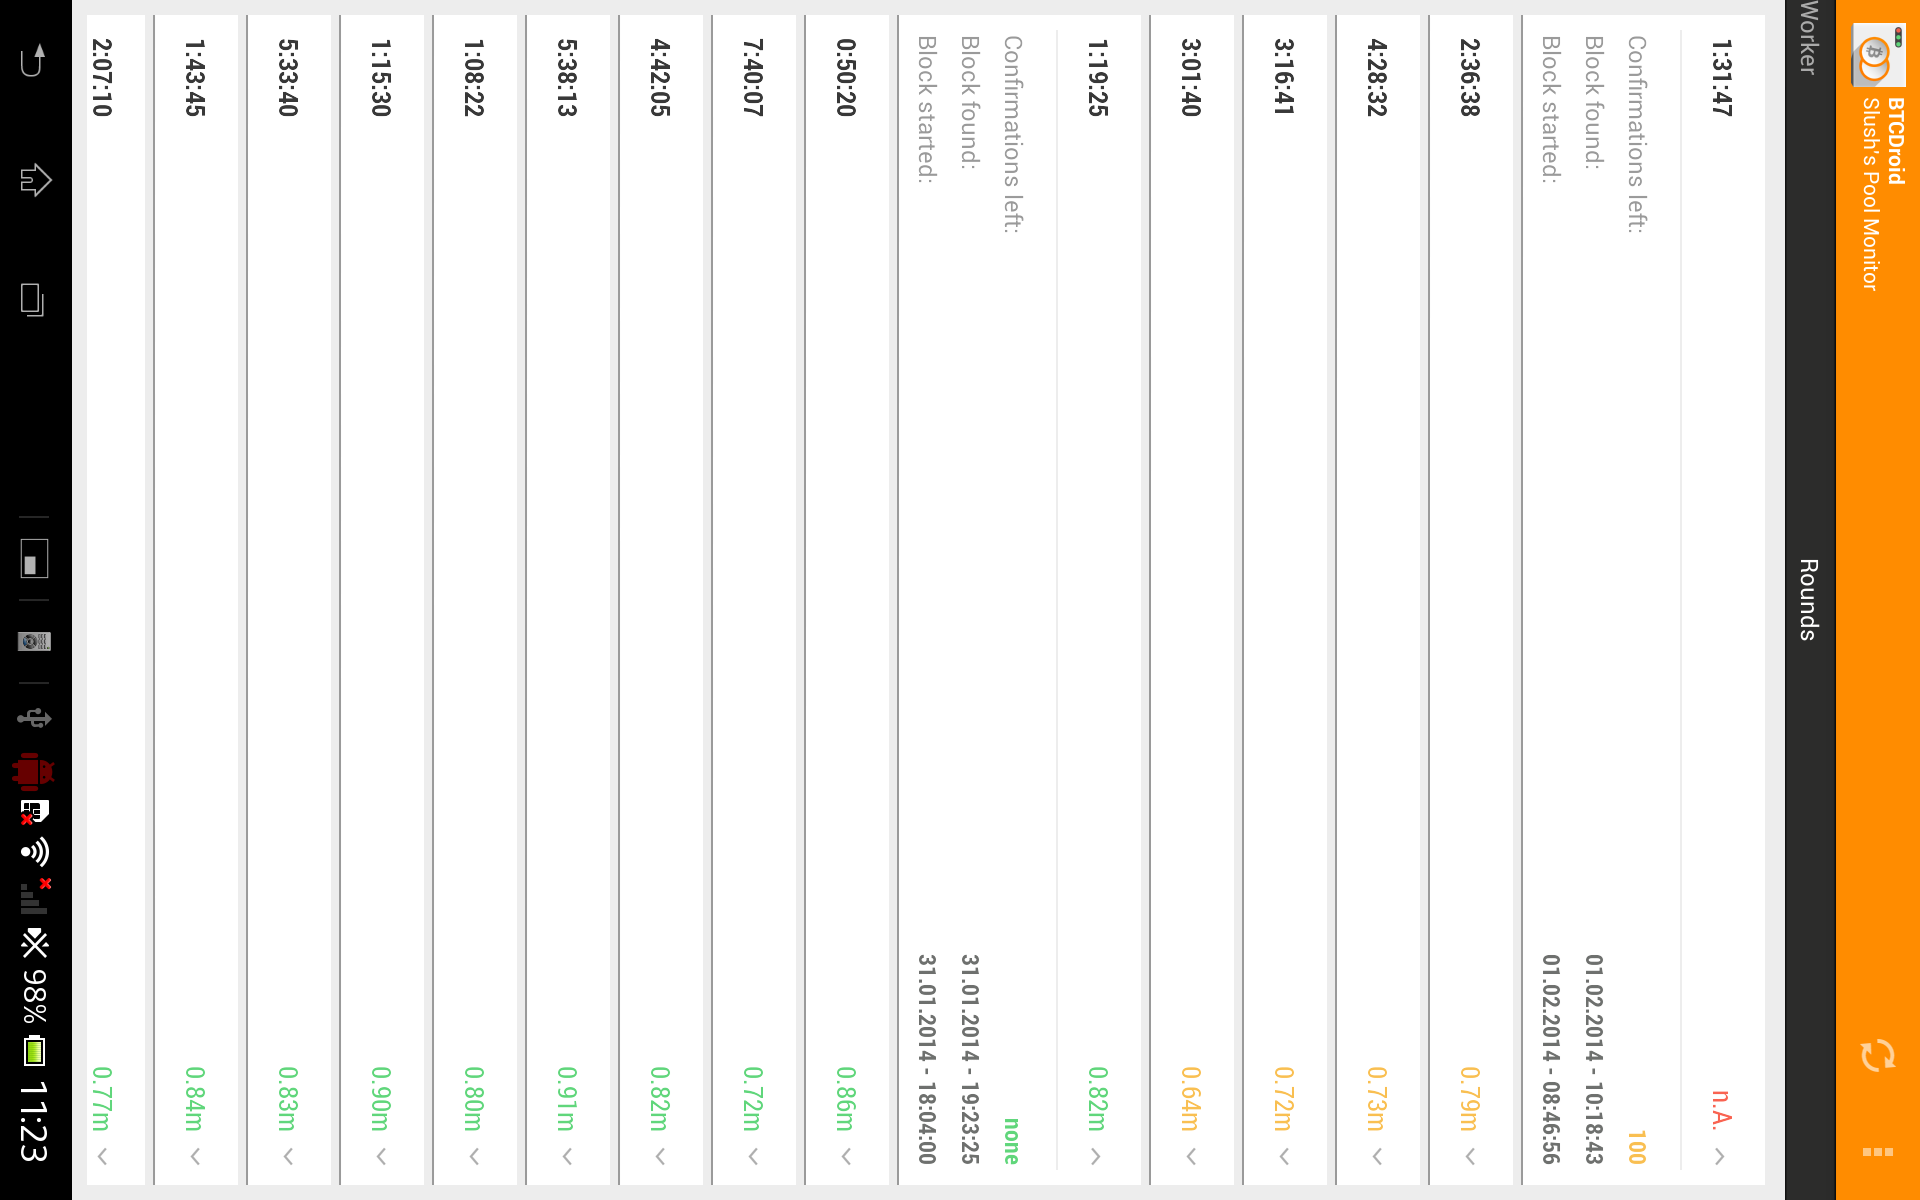 BTCDroid
Slush's Pool Monitor
Worker
Rounds
1:31:47 n.A.
Confirmations left: 100
Block found: 01.02.2014 - 10:18:43
Block started: 01.02.2014 - 08:46:56
2:36:38 0.79m
4:28:32 0.73m
3:16:41 0.72m
3:01:40 0.64m
1:19:25 0.82m
Confirmations left: none
Block found: 31.01.2014 - 19:23:25
Block started: 31.01.2014 - 18:04:00
0:50:20 0.86m
7:40:07 0.72m
4:42:05 0.82m
5:38:13 0.91m
1:08:22 0.80m
1:15:30 0.90m
5:33:40 0.83m
1:43:45 0.84m
2:07:10 0.77m
98% 11:23